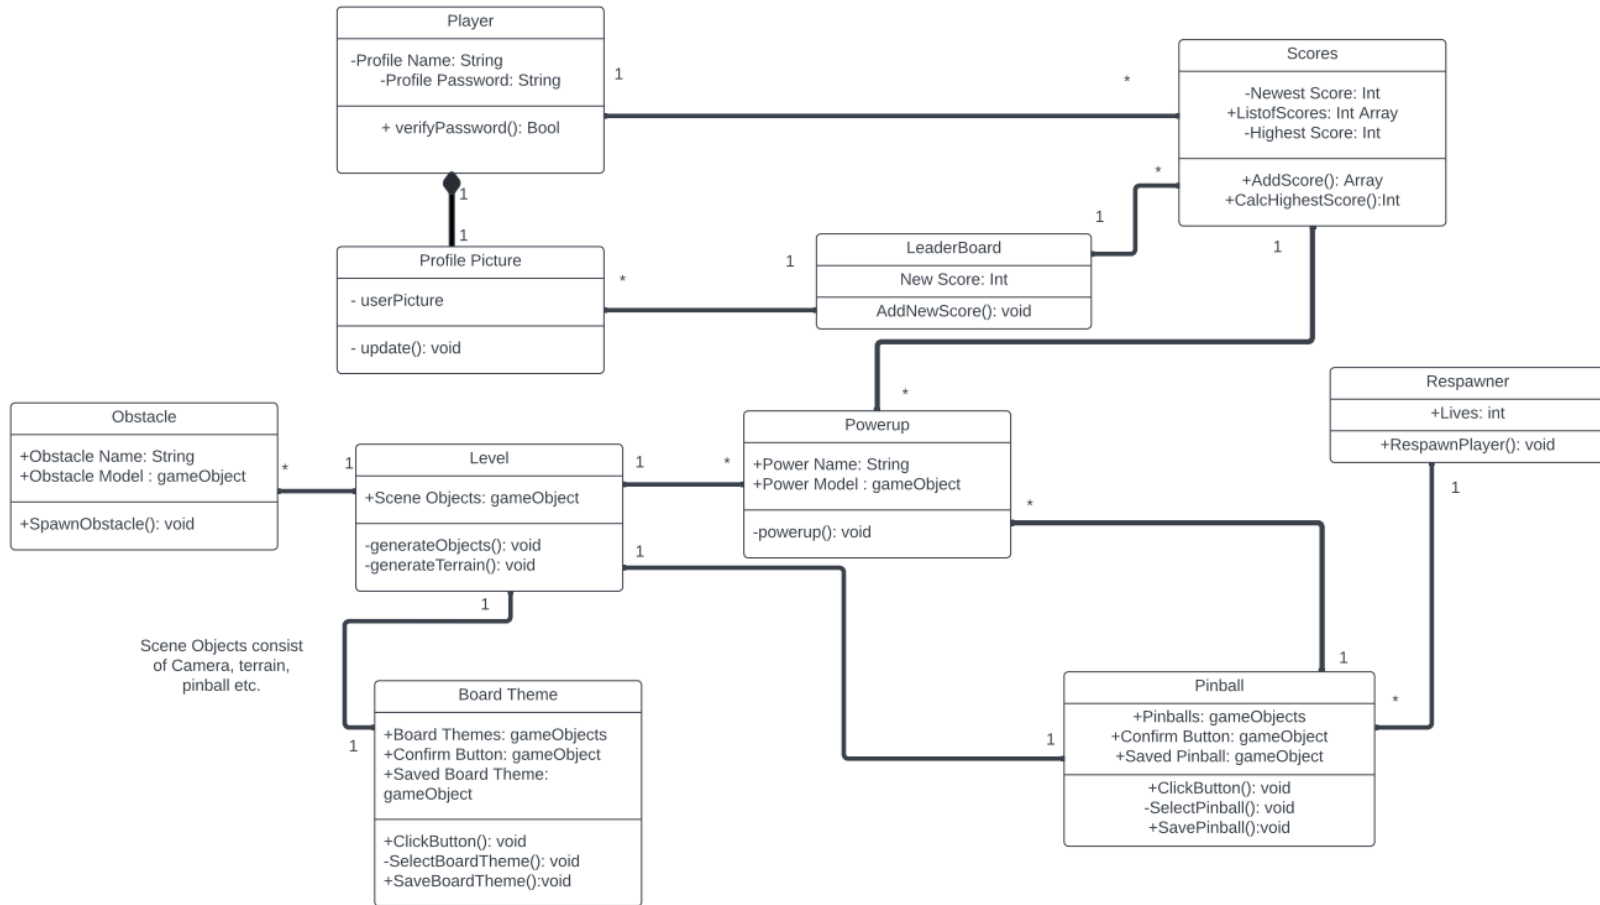 Player
-Profile Name: String
-Profile Password: String
+ verifyPassword(): Bool
1
*
Scores
-Newest Score: Int
+ListofScores: Int Array
-Highest Score: Int
+AddScore(): Array
+CalcHighestScore():Int
1
1
Profile Picture
- userPicture
- update(): void
*
1
LeaderBoard
New Score: Int
AddNewScore(): void
1
*
1
*
Respawner
+Lives: int
+RespawnPlayer(): void
1
Obstacle
+Obstacle Name: String
+Obstacle Model : gameObject
+SpawnObstacle(): void
*
1
Level
+Scene Objects: gameObject
-generateObjects(): void
-generateTerrain(): void
1
*
1
1
Powerup
+Power Name: String
+Power Model : gameObject
-powerup(): void
*
1
Scene Objects consist
of Camera, terrain,
pinball etc.
1
Board Theme
+Board Themes: gameObjects
+Confirm Button: gameObject
+Saved Board Theme:
gameObject
+ClickButton(): void
-SelectBoardTheme(): void
+SaveBoardTheme():void
1
*
Pinball
+Pinballs: gameObjects
+Confirm Button: gameObject
+Saved Pinball: gameObject
+ClickButton(): void
-SelectPinball(): void
+SavePinball():void